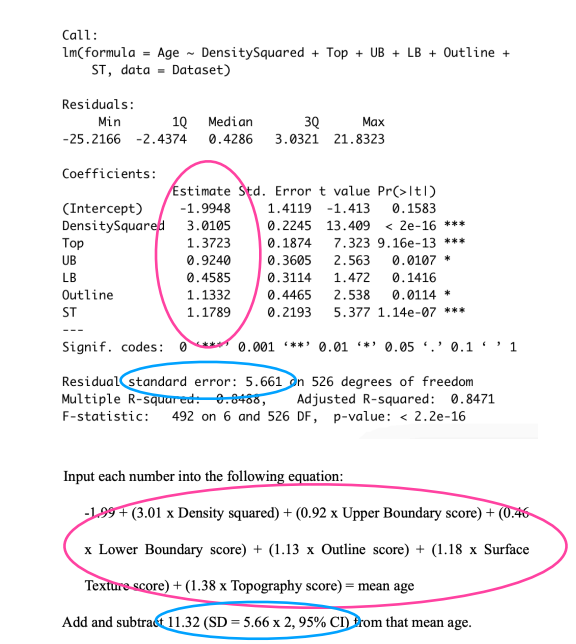 Call:
lm(formula = Age ~ DensitySquared + Top + UB + LB + Outline +
ST, data = Dataset)
Residuals:
Min 1Q Median 3Q Max
-25.2166 -2.4374 0.4286 3.0321 21.8323
Coefficients:
Estimate Std. Error t value Pr(>|t|)
(Intercept) -1.9948 1.4119 -1.413 0.1583
DensitySquared 3.0105 0.2245 13.409 < 2e-16 ***
Top 1.3723 0.1874 7.323 9.16e-13 ***
UB 0.9240 0.3605 2.563 0.0107 *
LB 0.4585 0.3114 1.472 0.1416
Outline 1.1332 0.4465 2.538 0.0114 *
ST 1.1789 0.2193 5.377 1.14e-07 ***
---
Signif. codes: 0 ‘***’ 0.001 ‘**’ 0.01 ‘*’ 0.05 ‘.’ 0.1 ‘ ’ 1
Residual standard error: 5.661 on 526 degrees of freedom
Multiple R-squared: 0.8488, Adjusted R-squared: 0.8471
F-statistic: 492 on 6 and 526 DF, p-value: < 2.2e-16
Input each number into the following equation:
-1.99 + (3.01 x Density squared) + (0.92 x Upper Boundary score) + (0.46
x Lower Boundary score) + (1.13 x Outline score) + (1.18 x Surface
Texture score) + (1.38 x Topography score) = mean age
Add and subtract 11.32 (SD = 5.66 x 2, 95% CI) from that mean age.